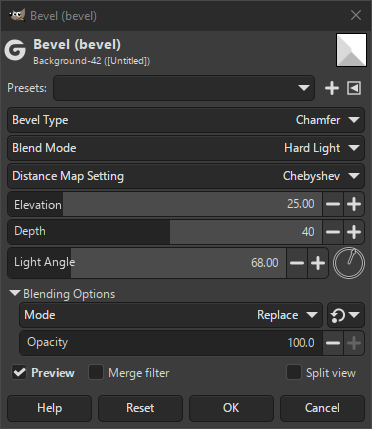 Bevel (bevel)
Bevel (bevel)
Background-42 ([Untitled])
Presets:
Bevel Type Chamfer
Blend Mode Hard Light
Distance Map Setting Chebyshev
Elevation 25.00
Depth 40
Light Angle 68.00
Blending Options
Mode Replace
Opacity 100.0
Preview Merge filter Split view
Help Reset OK Cancel